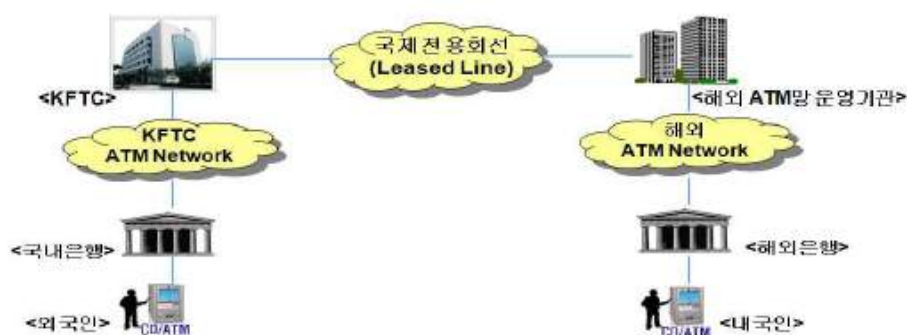 국제전용회선
(Leased Line)
<KFTC>
<해외 ATM망 운영기관>
KFTC
ATM Network
해외
ATM Network
<국내은행>
<해외은행>
<외국인>
CD/ATM
CD/ATM
<내국인>